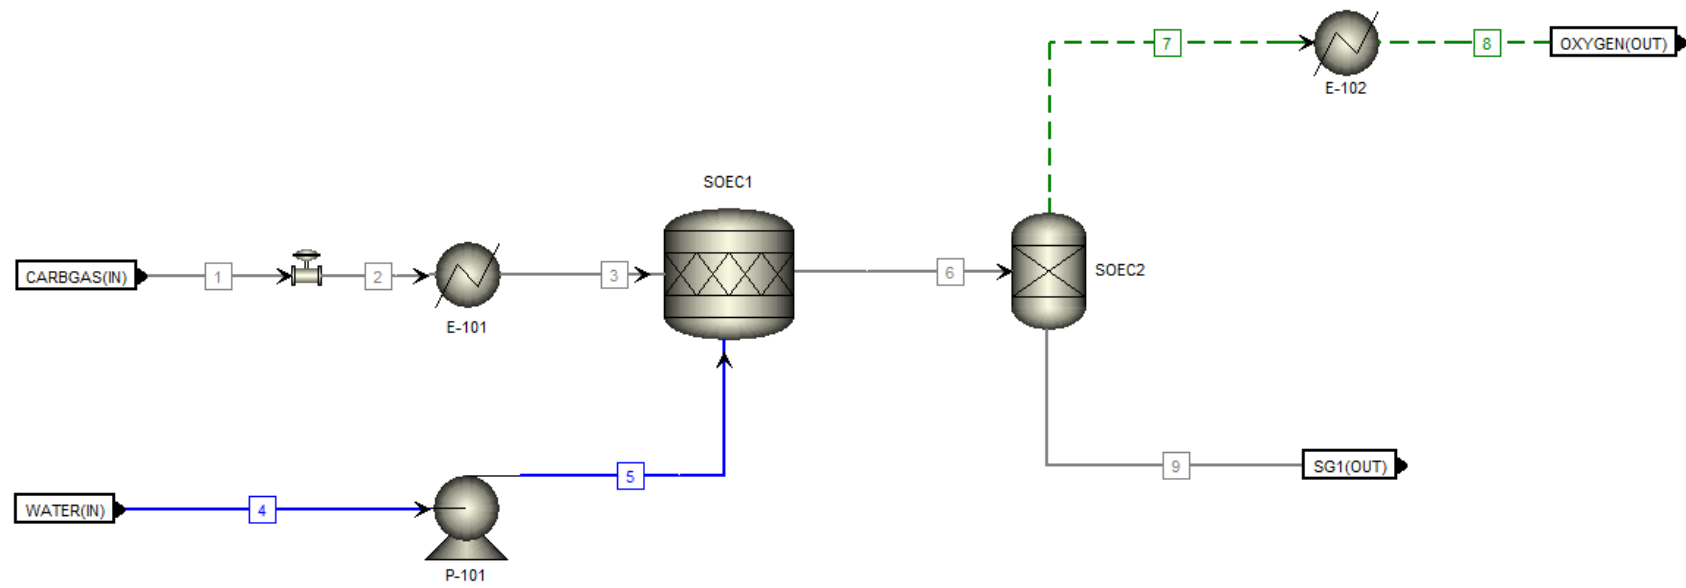 7
8
OXYGEN(OUT)
E-102
SOEC1
CARBGAS(IN)
1
2
3
6
SOEC2
E-101
5
SG1(OUT)
9
WATER(IN)
4
P-101